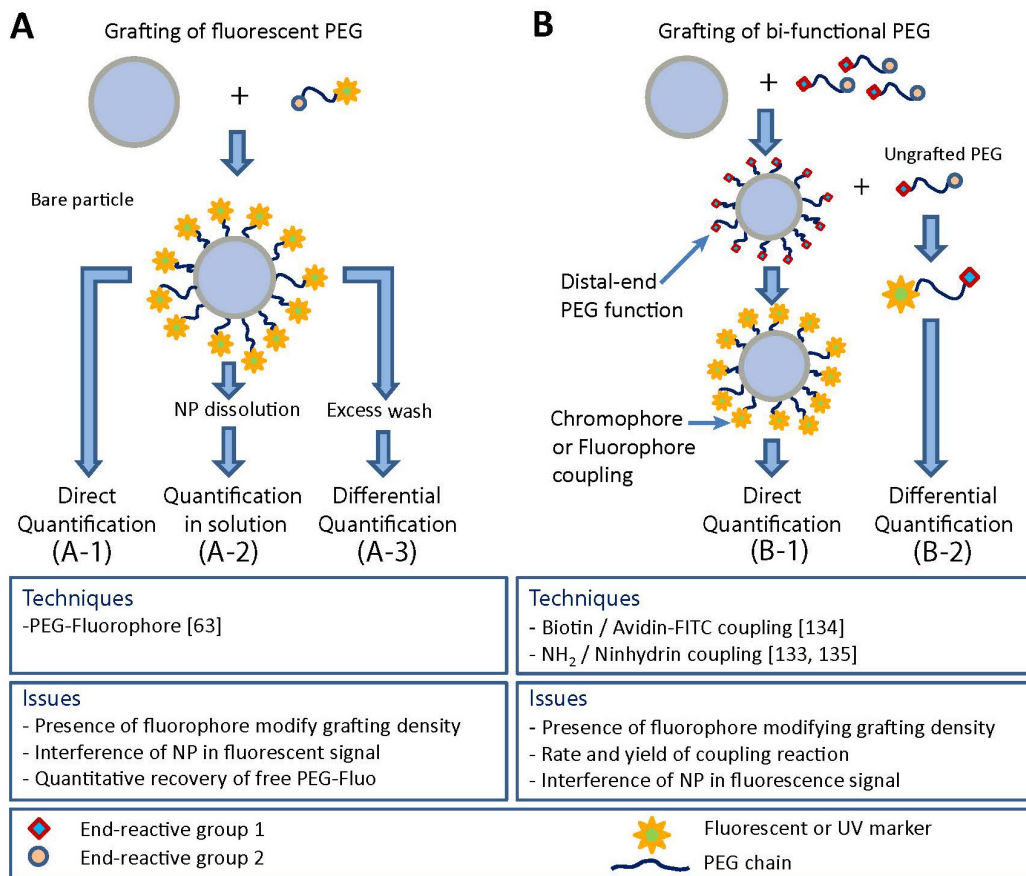 A
Grafting of fluorescent PEG
+
Bare particle
NP dissolution
Excess wash
Direct
Quantification
(A-1)
Quantification
in solution
(A-2)
Differential
Quantification
(A-3)
Techniques
-PEG-Fluorophore [63]
Issues
- Presence of fluorophore modify grafting density
- Interference of NP in fluorescent signal
- Quantitative recovery of free PEG-Fluo
B
Grafting of bi-functional PEG
+
Ungrafted PEG
+
Distal-end
PEG function
Chromophore
or Fluorophore
coupling
Direct
Quantification
(B-1)
Differential
Quantification
(B-2)
Techniques
- Biotin / Avidin-FITC coupling [134]
- NH₂ / Ninhydrin coupling [133, 135]
Issues
- Presence of fluorophore modifying grafting density
- Rate and yield of coupling reaction
- Interference of NP in fluorescence signal
End-reactive group 1
End-reactive group 2
Fluorescent or UV marker
PEG chain